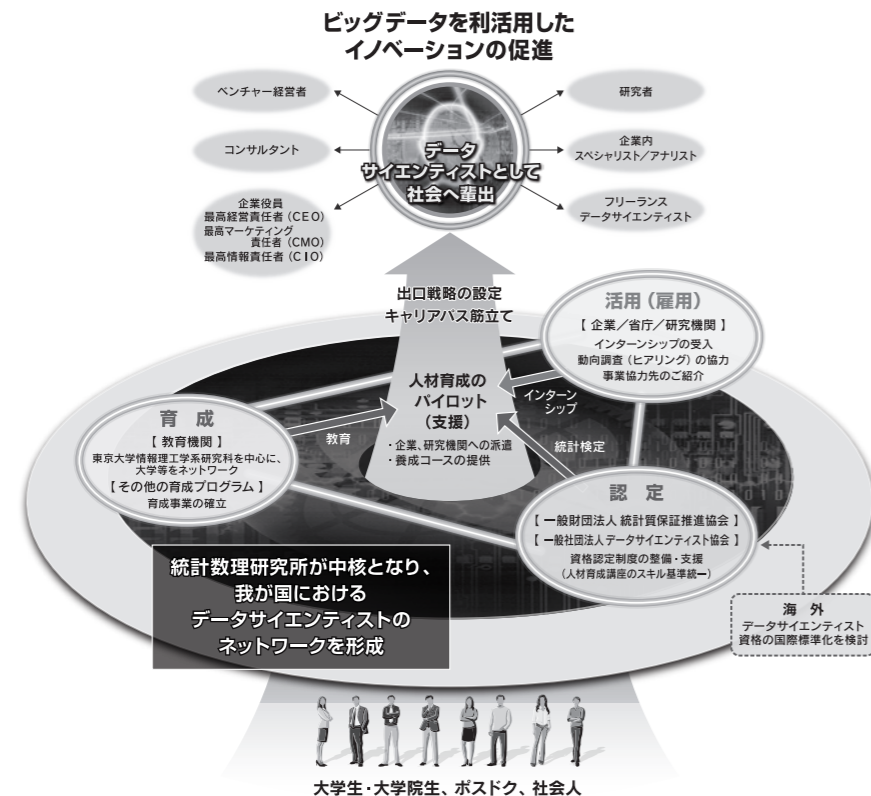 ビッグデータを利活用した
イノベーションの促進
ベンチャー経営者
コンサルタント
企業役員
最高経営責任者（CEO）
最高マーケティング
責任者（CMO）
最高情報責任者（CIO）
データ
サイエンティストとして
社会へ輩出
研究者
企業内
スペシャリスト／アナリスト
フリーランス
データサイエンティスト
出口戦略の設定
キャリアパス筋立て
活用（雇用）
【 企業／省庁／研究機関 】
インターンシップの受入
動向調査（ヒアリング）の協力
事業協力先のご紹介
人材育成の
パイロット
（支援）
・企業、研究機関への派遣
・養成コースの提供
インターン
シップ
教育
統計検定
育 成
【 教育機関 】
東京大学情報理工学系研究科を中心に、
大学等をネットワーク
【 その他の育成プログラム 】
育成事業の確立
認 定
【 一般財団法人 統計質保証推進協会 】
【 一般社団法人データサイエンティスト協会 】
資格認定制度の整備・支援
（人材育成講座のスキル基準統一）
統計数理研究所が中核となり、
我が国における
データサイエンティストの
ネットワークを形成
海 外
データサイエンティスト
資格の国際標準化を検討
大学生・大学院生、ポスドク、社会人